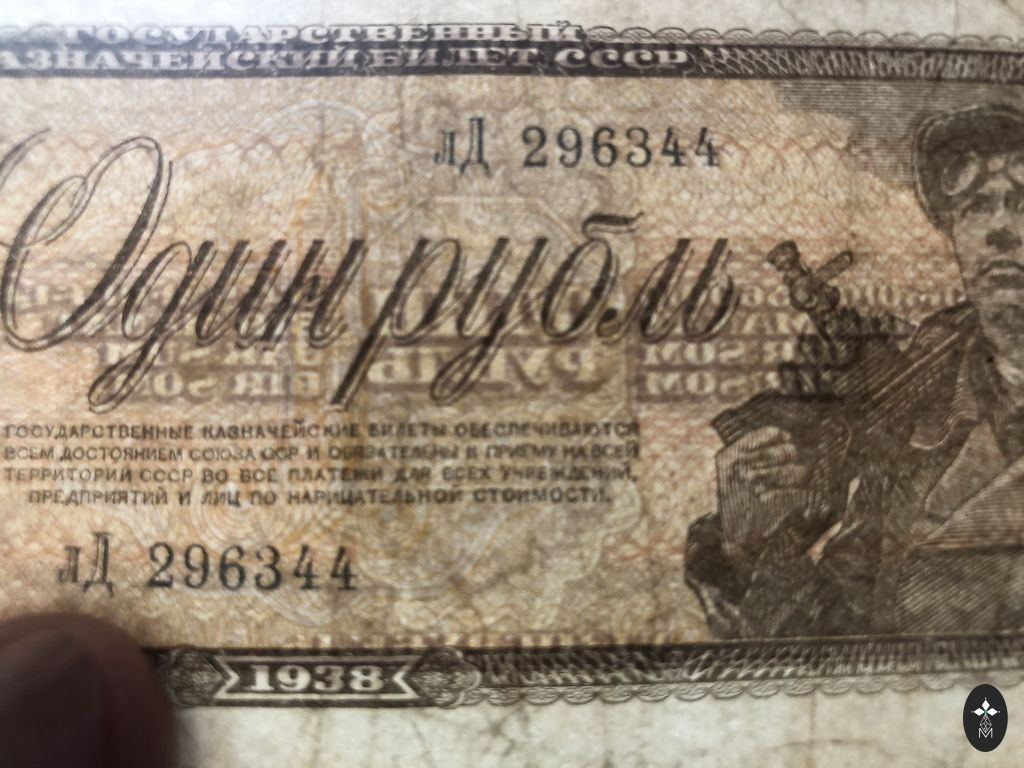 ГОСУДАРСТВЕННЫЙ
АЗНАЧЕЙСКИЙ БИЛЕТ СССР
лД 296344
Один рубль
ГОСУДАРСТВЕННЫЕ КАЗНАЧЕЙСКИЕ БИЛЕТЫ ОБЕСПЕЧИВАЮТСЯ
ВСЕМ ДОСТОЯНИЕМ СОЮЗА ССР И ОБЯЗАТЕЛЬНЫ К ПРИЕМУ НА ВСЕЙ
ТЕРРИТОРИИ СССР ВО ВСЕ ПЛАТЕЖИ ДЛЯ ВСЕХ УЧРЕЖДЕНИЙ,
ПРЕДПРИЯТИЙ И ЛИЦ ПО НАРИЦАТЕЛЬНОЙ СТОИМОСТИ.
лД 296344
1938
M